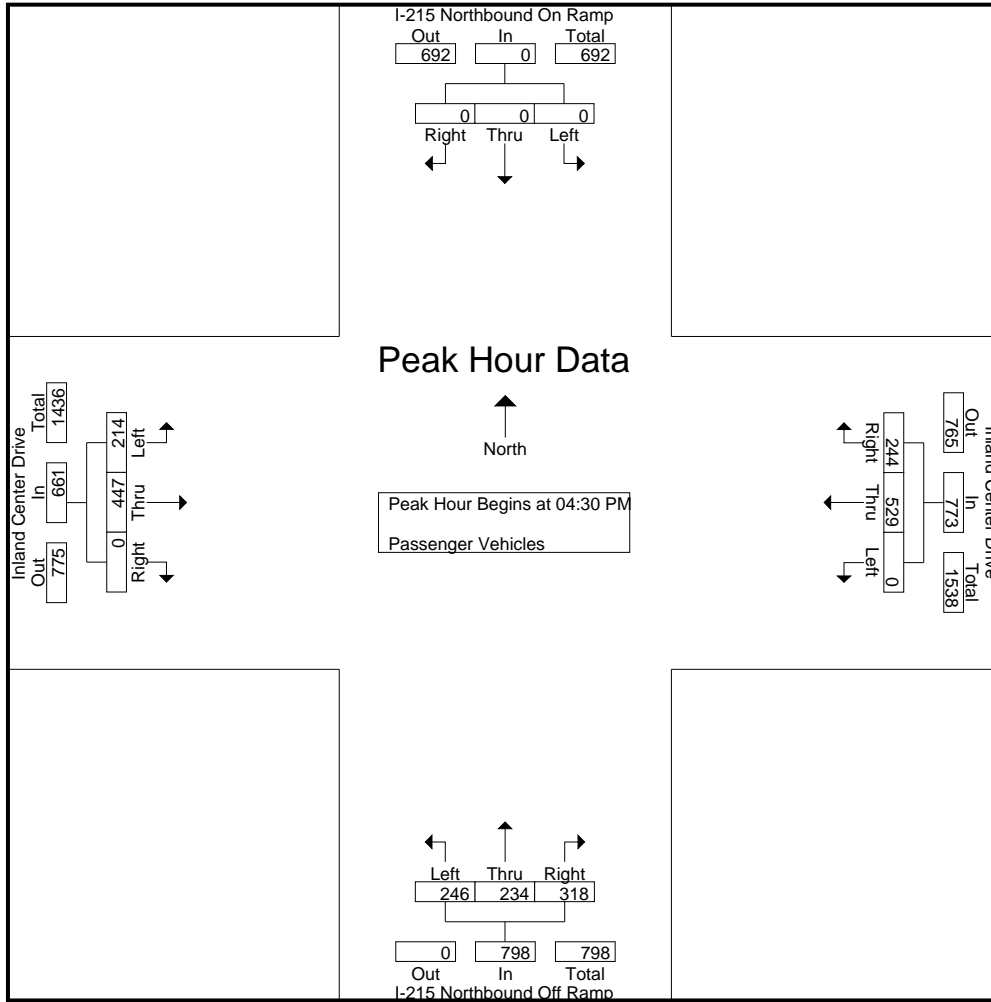 I-215 Northbound On Ramp
Out In Total
692 0 692
0 0 0
Right Thru Left
Peak Hour Data
North
Peak Hour Begins at 04:30 PM
Passenger Vehicles
Inland Center Drive
Out In Total
775 661 1436
Right Thru Left
0 447 214
Inland Center Drive
Out In Total
765 773 1538
Right Thru Left
244 529 0
Left Thru Right
246 234 318
0 798 798
Out In Total
I-215 Northbound Off Ramp